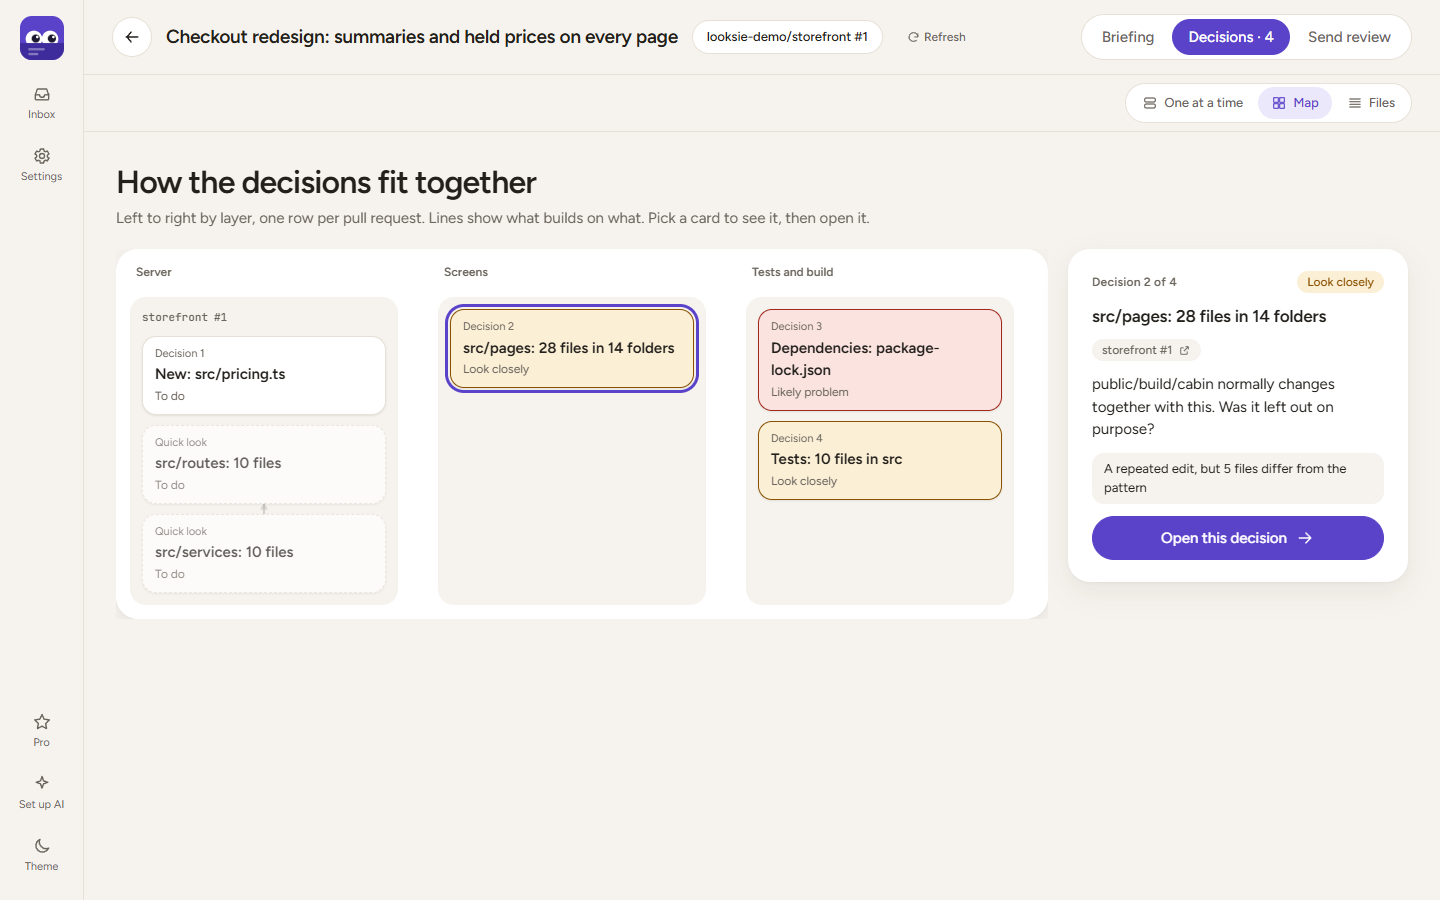 Checkout redesign: summaries and held prices on every page
looksie-demo/storefront #1
Refresh
Briefing
Decisions · 4
Send review
Inbox
Settings
One at a time
Map
Files
How the decisions fit together
Left to right by layer, one row per pull request. Lines show what builds on what. Pick a card to see it, then open it.
Server
storefront #1
Decision 1
New: src/pricing.ts
To do
Quick look
src/routes: 10 files
To do
Quick look
src/services: 10 files
To do
Screens
Decision 2
src/pages: 28 files in 14 folders
Look closely
Tests and build
Decision 3
Dependencies: package-
lock.json
Likely problem
Decision 4
Tests: 10 files in src
Look closely
Decision 2 of 4
Look closely
src/pages: 28 files in 14 folders
storefront #1
public/build/cabin normally changes
together with this. Was it left out on
purpose?
A repeated edit, but 5 files differ from the
pattern
Open this decision
Pro
Set up AI
Theme